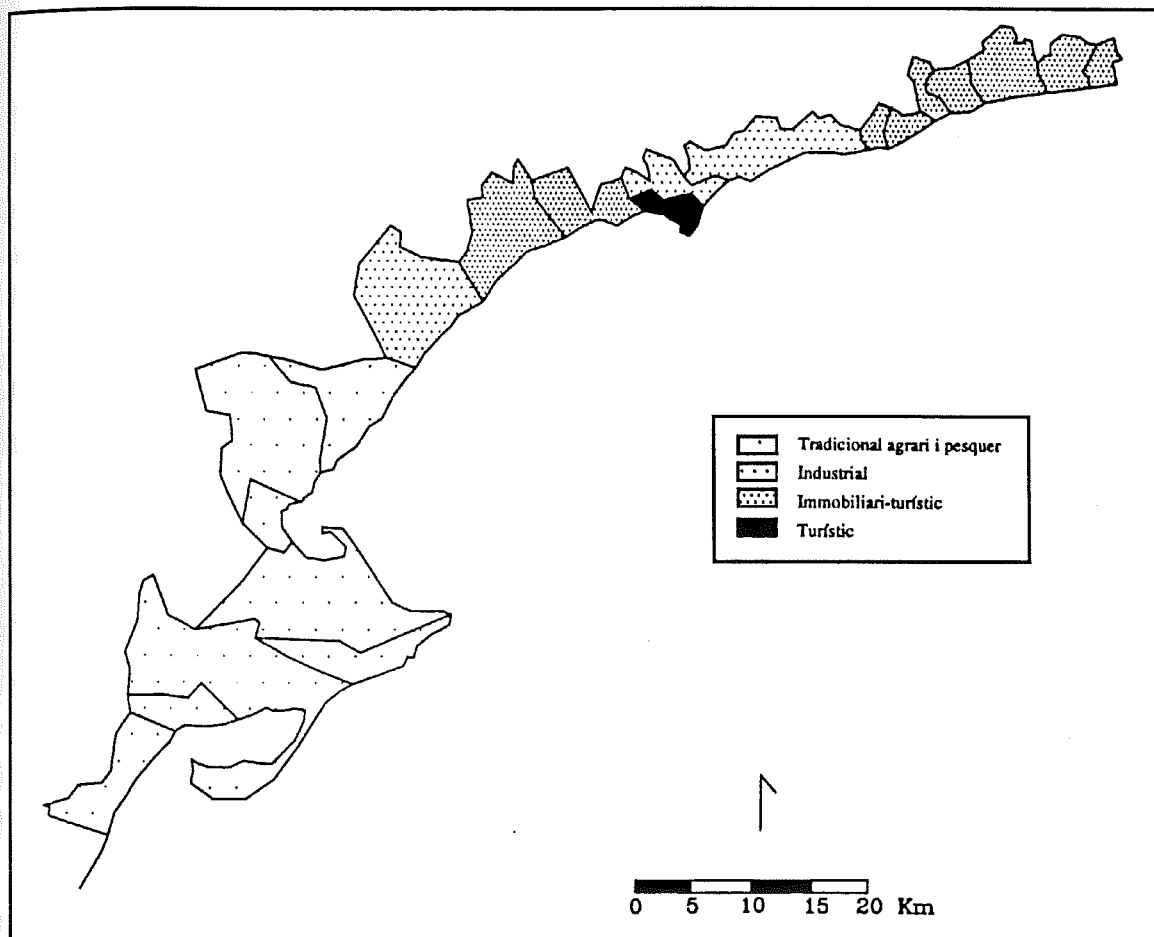 Tradicional agrari i pesquer
Industrial
Immobiliari-turístic
Turístic
0 5 10 15 20 Km